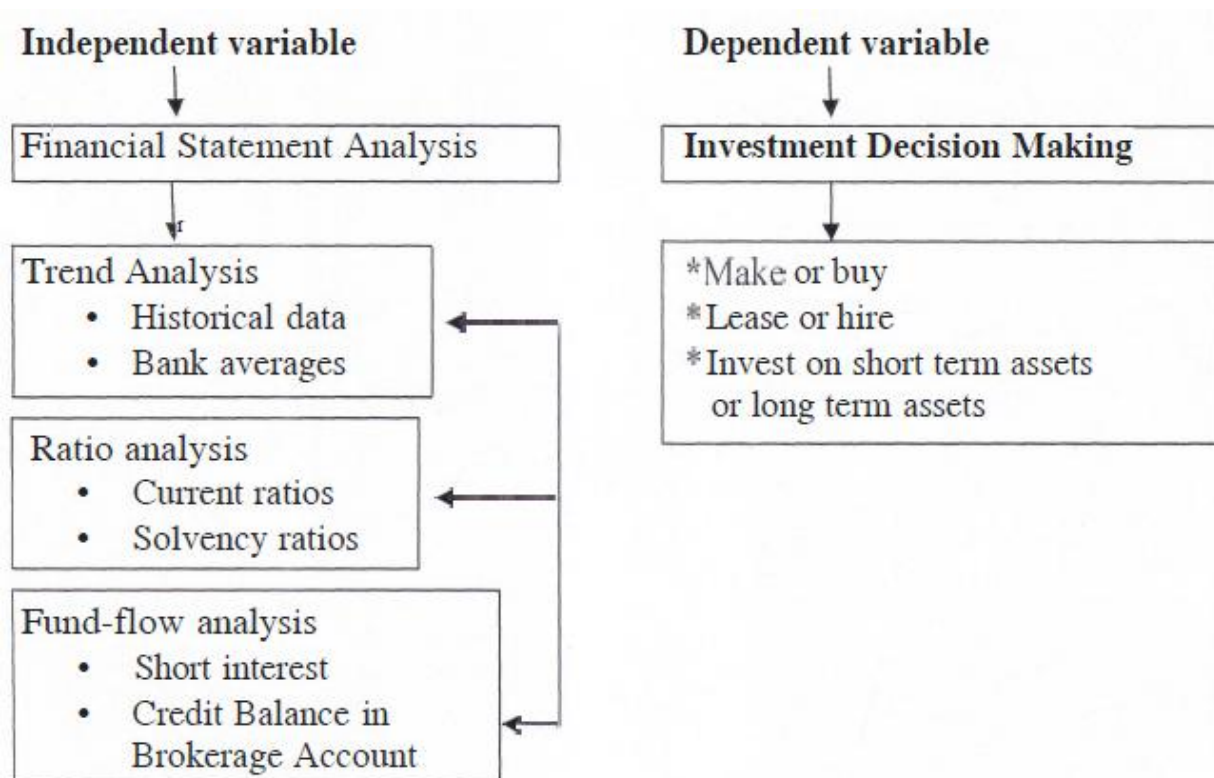 Independent variable
Financial Statement Analysis
Trend Analysis
• Historical data
• Bank averages
Ratio analysis
• Current ratios
• Solvency ratios
Fund-flow analysis
• Short interest
• Credit Balance in
Brokerage Account
Dependent variable
Investment Decision Making
*Make or buy
*Lease or hire
*Invest on short term assets
or long term assets